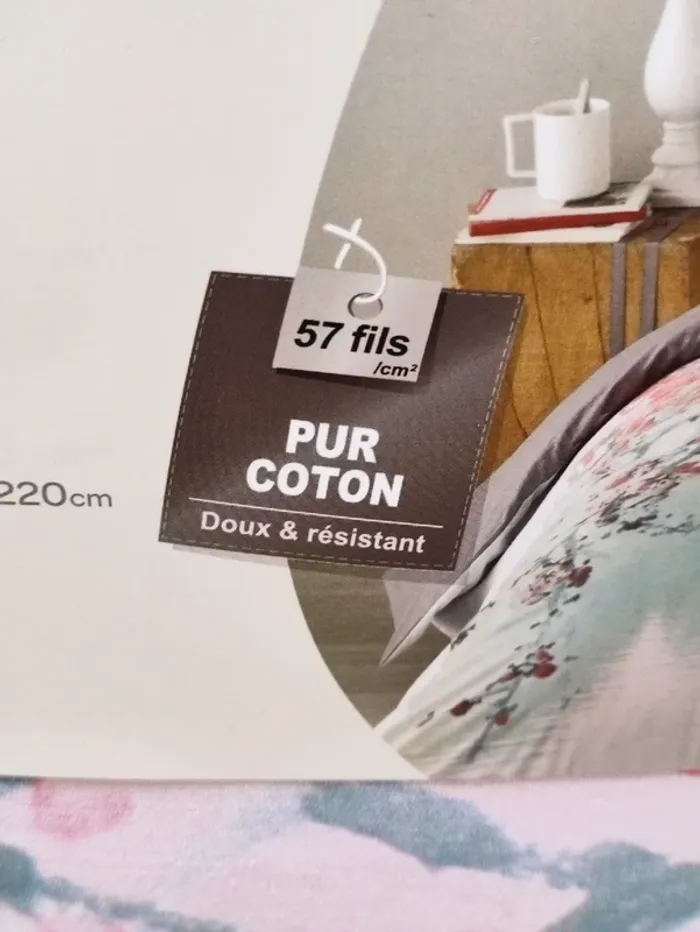 57 fils
/cm²
PUR
COTON
220cm
Doux & résistant